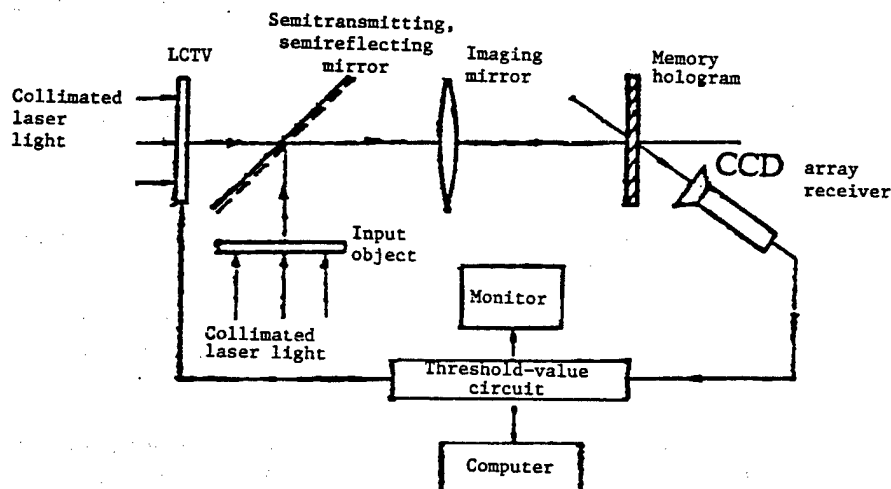 Semitransmitting,
semireflecting
mirror
LCTV
Imaging
mirror
Memory
hologram
Collimated
laser
light
CCD array
receiver
Input
object
Monitor
Collimated
laser light
Threshold-value
circuit
Computer